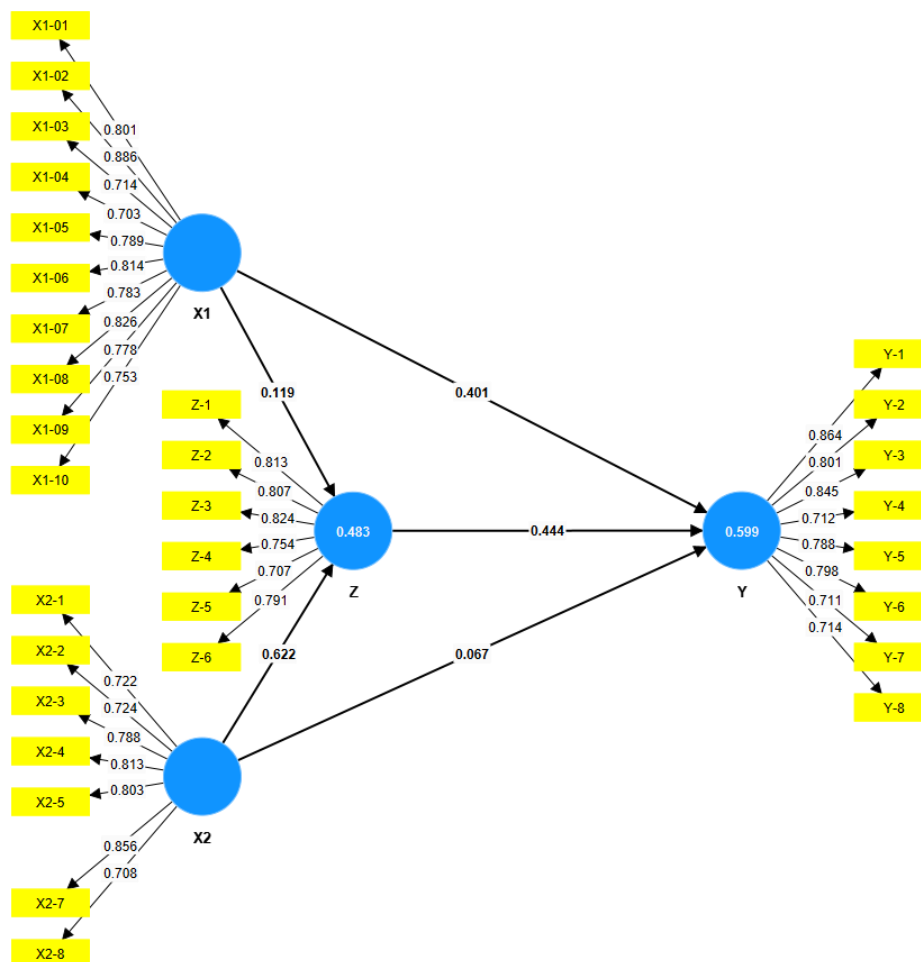 X1-01
X1-02
X1-03
X1-04
X1-05
X1-06
X1-07
X1-08
X1-09
X1-10
0.801
0.886
0.714
0.703
0.789
0.814
0.783
0.826
0.778
0.753
X1
0.119
0.401
Z-1
Z-2
Z-3
Z-4
Z-5
Z-6
0.813
0.807
0.824
0.754
0.707
0.791
0.483
Z
0.444
0.622
0.067
X2-1
X2-2
X2-3
X2-4
X2-5
X2-7
X2-8
0.722
0.724
0.788
0.813
0.803
0.856
0.708
X2
0.599
Y
0.864
0.801
0.845
0.712
0.788
0.798
0.711
0.714
Y-1
Y-2
Y-3
Y-4
Y-5
Y-6
Y-7
Y-8